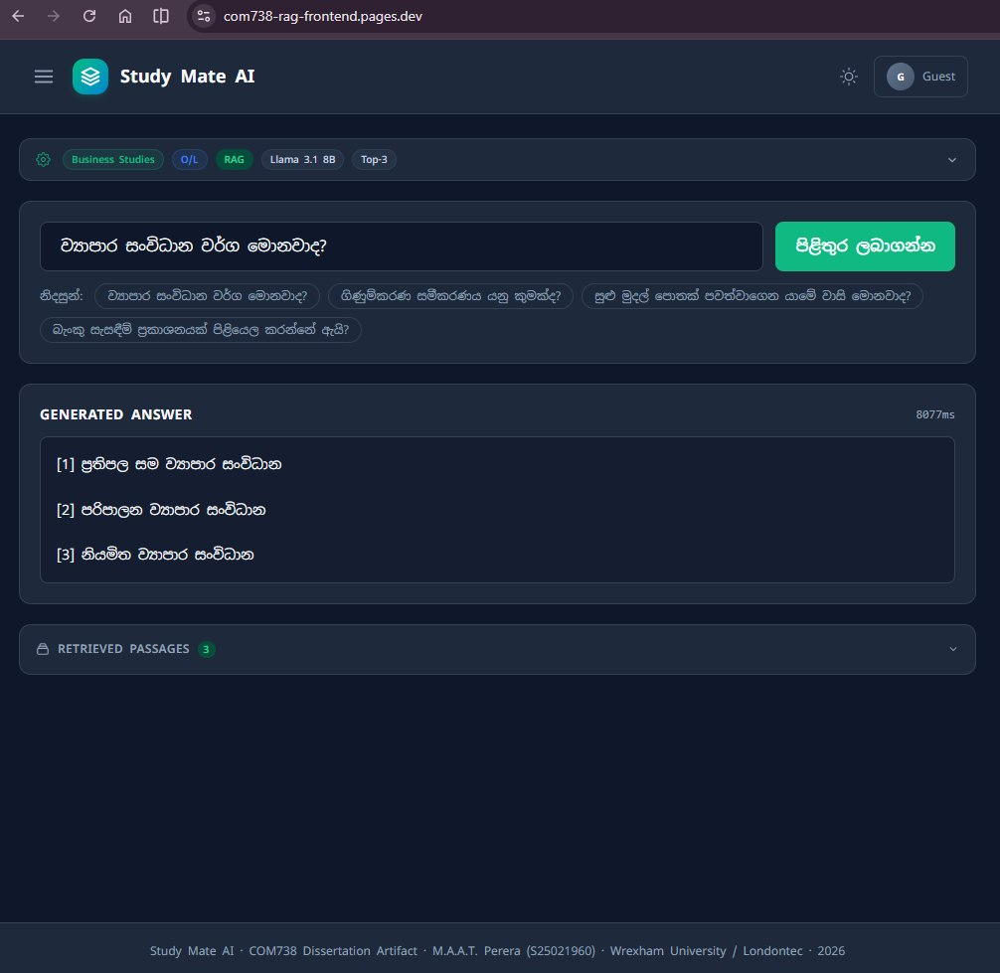 com738-rag-frontend.pages.dev
Study Mate AI
G Guest
Business Studies O/L RAG Llama 3.1 8B Top-3
ව්‍යාපාර සංවිධාන වර්ග මොනවාද?
පිළිතුර ලබාගන්න
නිදසුන්: ව්‍යාපාර සංවිධාන වර්ග මොනවාද? ගිණුම්කරණ සමීකරණය යනු කුමක්ද? සුළු මුදල් පොතක් පවත්වාගෙන යාමේ වාසි මොනවාද?
බැංකු සැසඳීම් ප්‍රකාශනයක් පිළියෙල කරන්නේ ඇයි?
GENERATED ANSWER 8077ms
[1] ප්‍රතිපල සම ව්‍යාපාර සංවිධාන
[2] පරිපාලන ව්‍යාපාර සංවිධාන
[3] නියමිත ව්‍යාපාර සංවිධාන
RETRIEVED PASSAGES 3
Study Mate AI · COM738 Dissertation Artifact · M.A.A.T. Perera (S25021960) · Wrexham University / Londontec · 2026